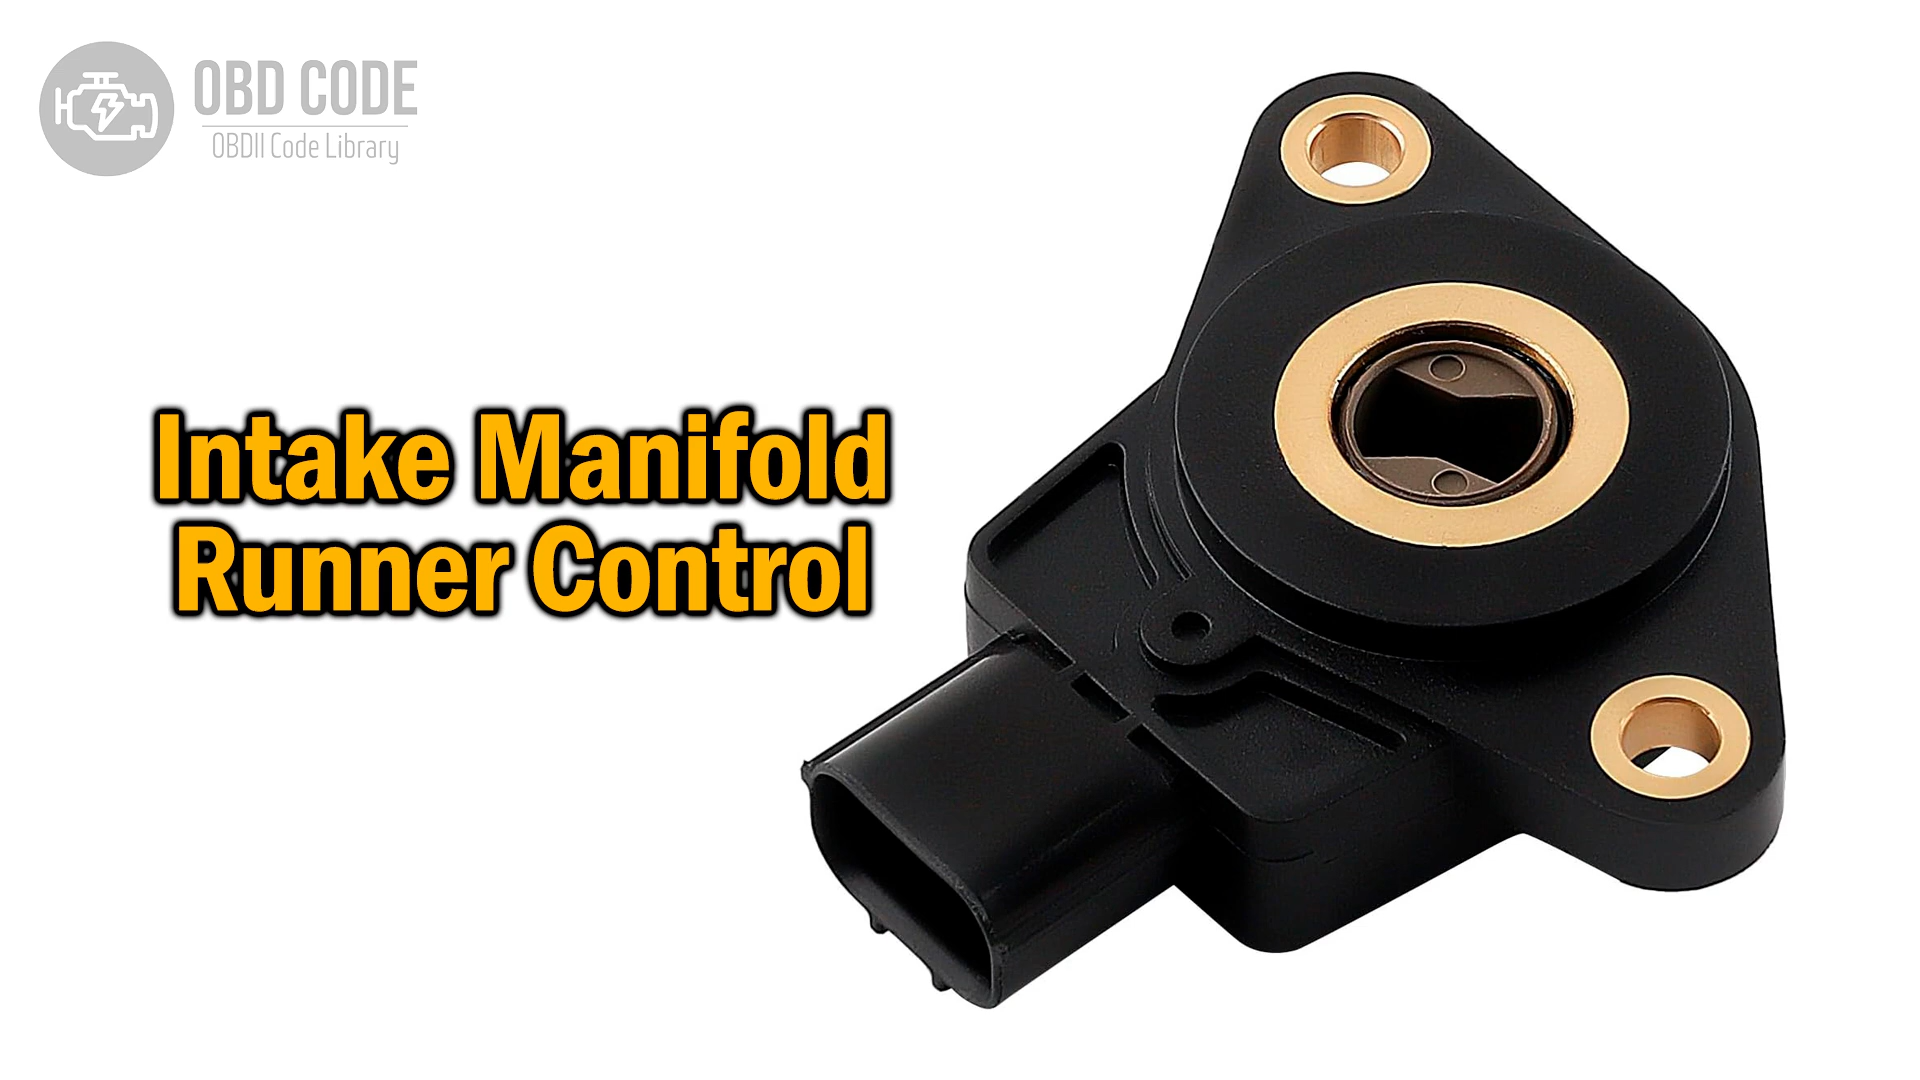 OBD CODE
OBDII Code Library
Intake Manifold
Runner Control